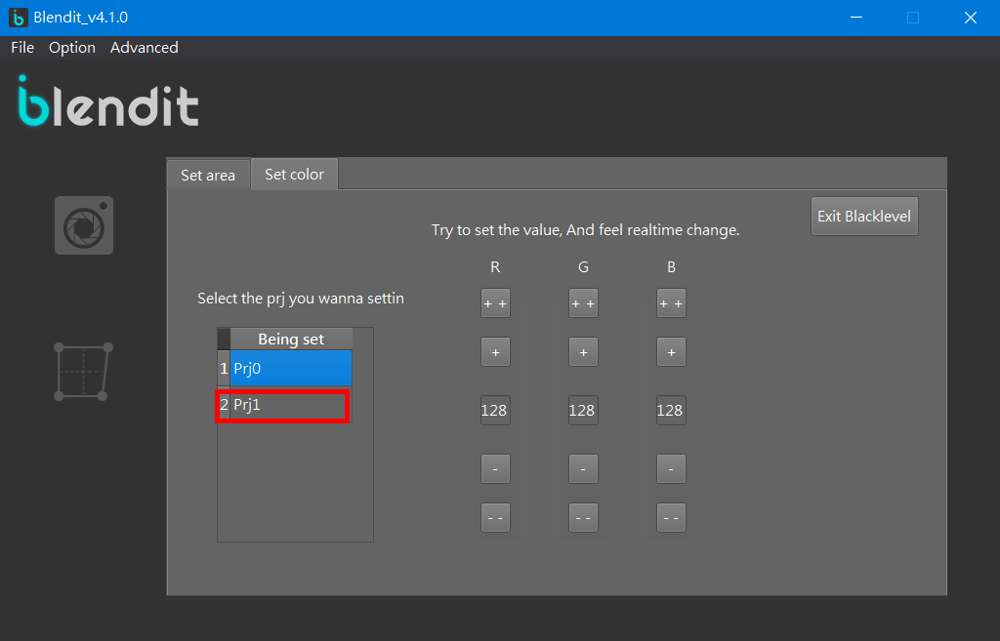 Blendit_v4.1.0
File Option Advanced
blendit
Set area Set color
Exit Blacklevel
Try to set the value, And feel realtime change.
R G B
Select the prj you wanna settin
+ + + + + +
+ + +
Being set
1 Prj0
2 Prj1
128 128 128
- - -
- - - - - -